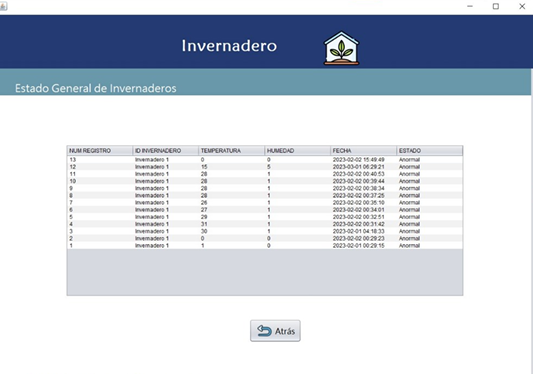 Invernadero
Estado General de Invernaderos
NUM REGISTRO ID INVERNADERO TEMPERATURA HUMEDAD FECHA ESTADO
13 Invernadero 1 0 0 2023-02-02 15:49:49 Anormal
12 Invernadero 1 15 5 2023-03-01 06:29:21 Anormal
11 Invernadero 1 28 1 2023-02-02 00:40:53 Anormal
10 Invernadero 1 28 1 2023-02-02 00:39:44 Anormal
9 Invernadero 1 28 1 2023-02-02 00:38:34 Anormal
8 Invernadero 1 28 1 2023-02-02 00:37:25 Anormal
7 Invernadero 1 26 1 2023-02-02 00:35:10 Anormal
6 Invernadero 1 27 1 2023-02-02 00:34:01 Anormal
5 Invernadero 1 29 1 2023-02-02 00:32:51 Anormal
4 Invernadero 1 31 1 2023-02-02 00:31:42 Anormal
3 Invernadero 1 30 1 2023-02-01 04:18:33 Anormal
2 Invernadero 1 0 0 2023-02-02 00:29:23 Anormal
1 Invernadero 1 1 0 2023-02-01 00:29:15 Anormal
Atrás